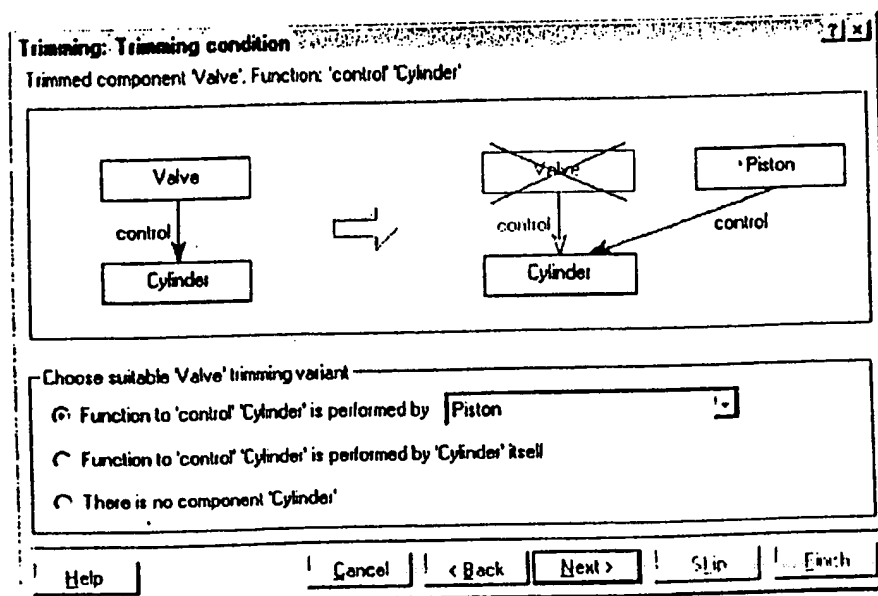 Trimming: Trimming condition
Trimmed component 'Valve'. Function: 'control' 'Cylinder'
Valve
control
Cylinder
Valve
control
Cylinder
Piston
control
Choose suitable 'Valve' trimming variant
Function to 'control' 'Cylinder' is performed by Piston
Function to 'control' 'Cylinder' is performed by 'Cylinder' itself
There is no component 'Cylinder'
Help
Cancel
< Back
Next >
Skip
Finish